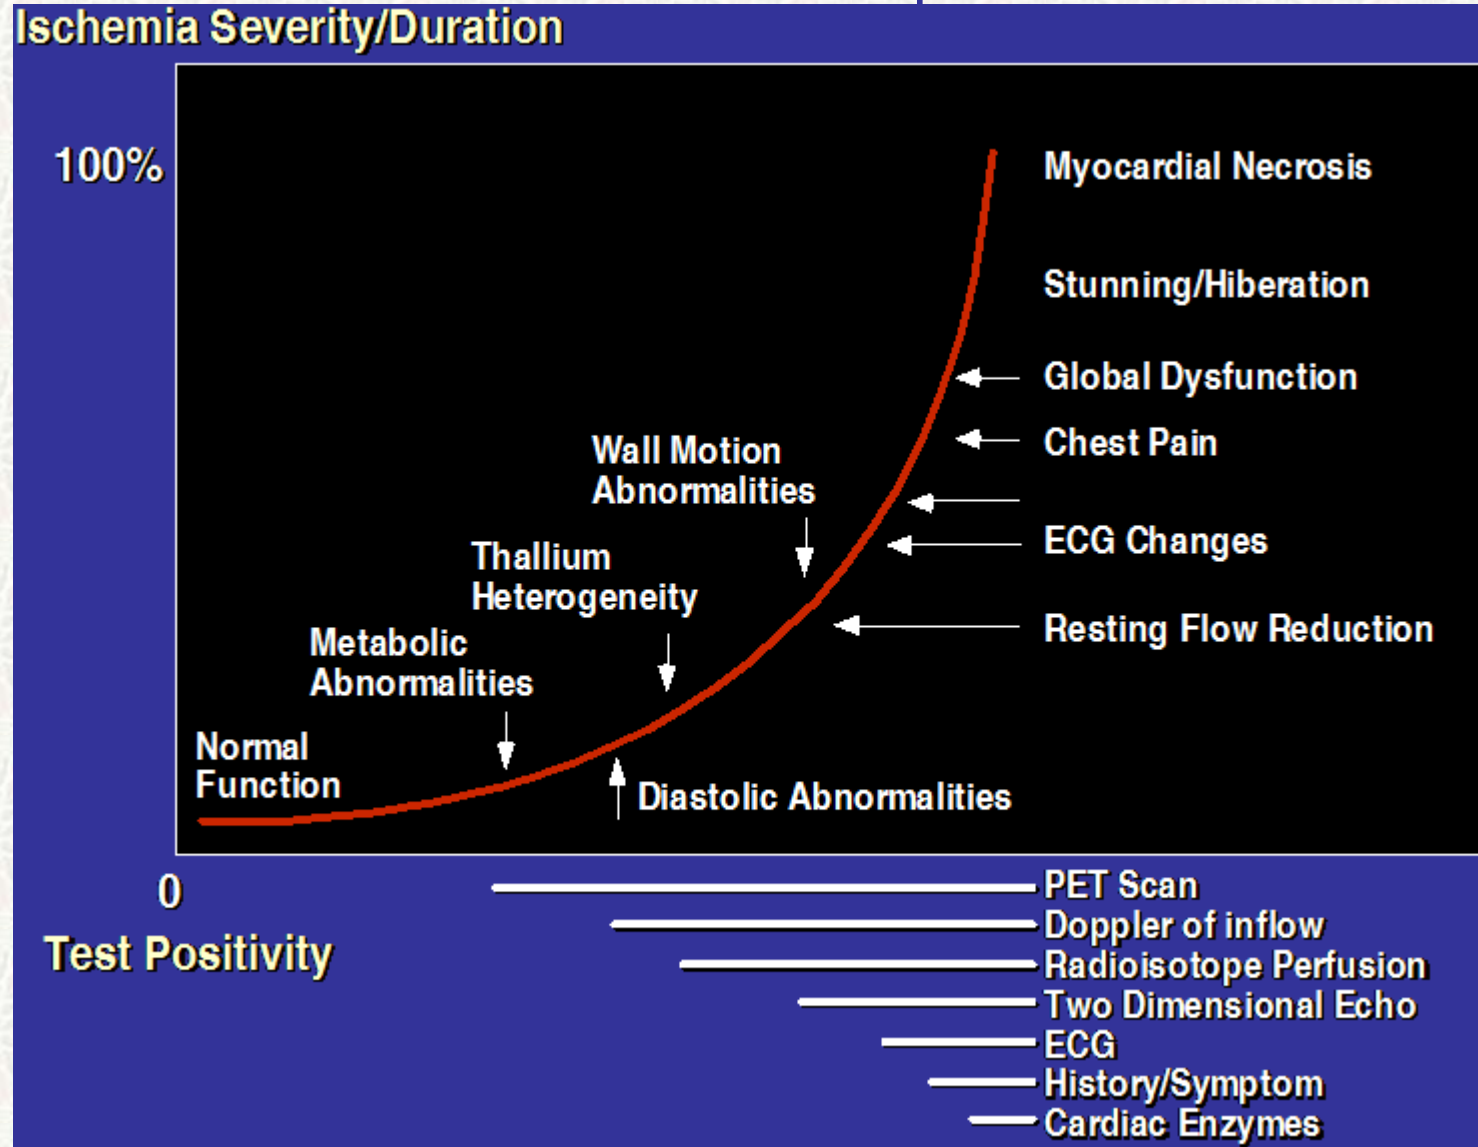 Ischemia Severity/Duration
100%
Myocardial Necrosis
Stunning/Hiberation
Global Dysfunction
Chest Pain
Wall Motion
Abnormalities
ECG Changes
Thallium
Heterogeneity
Resting Flow Reduction
Metabolic
Abnormalities
Normal
Function
Diastolic Abnormalities
0
Test Positivity
PET Scan
Doppler of inflow
Radioisotope Perfusion
Two Dimensional Echo
ECG
History/Symptom
Cardiac Enzymes